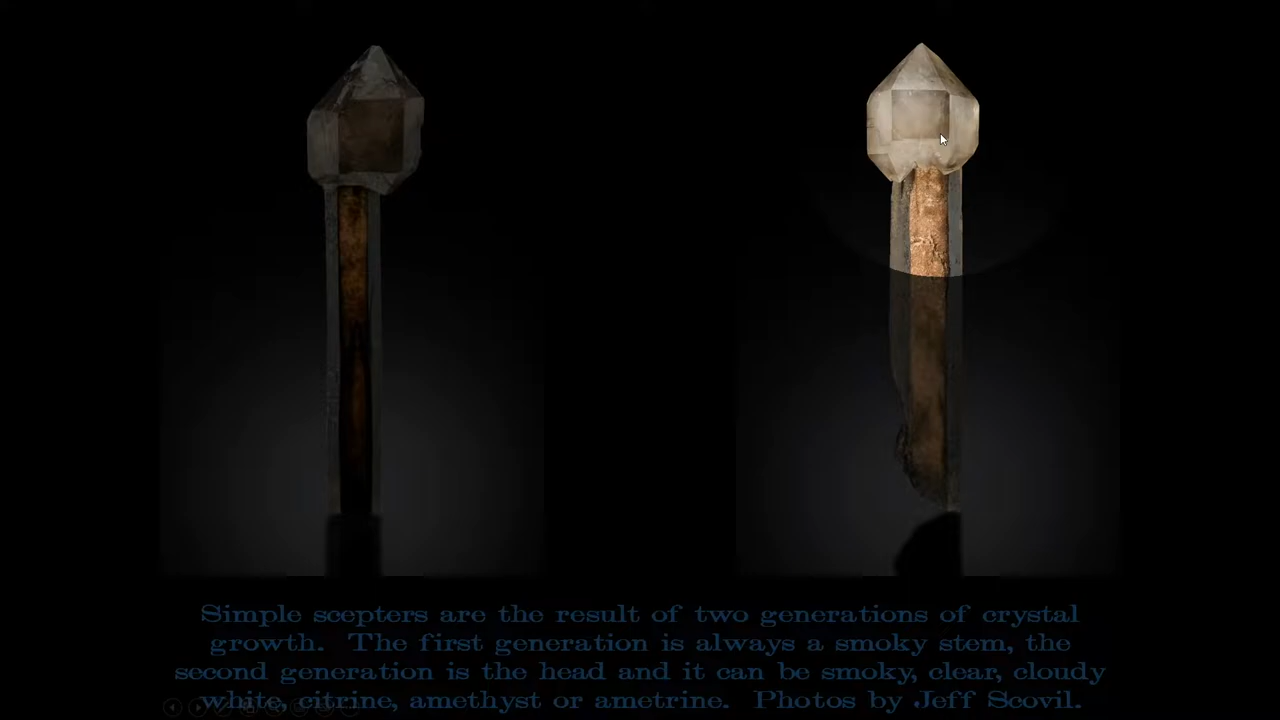 Simple scepters are the result of two generations of crystal
growth. The first generation is always a smoky stem, the
second generation is the head and it can be smoky, clear, cloudy
white, citrine, amethyst or ametrine. Photos by Jeff Scovil.